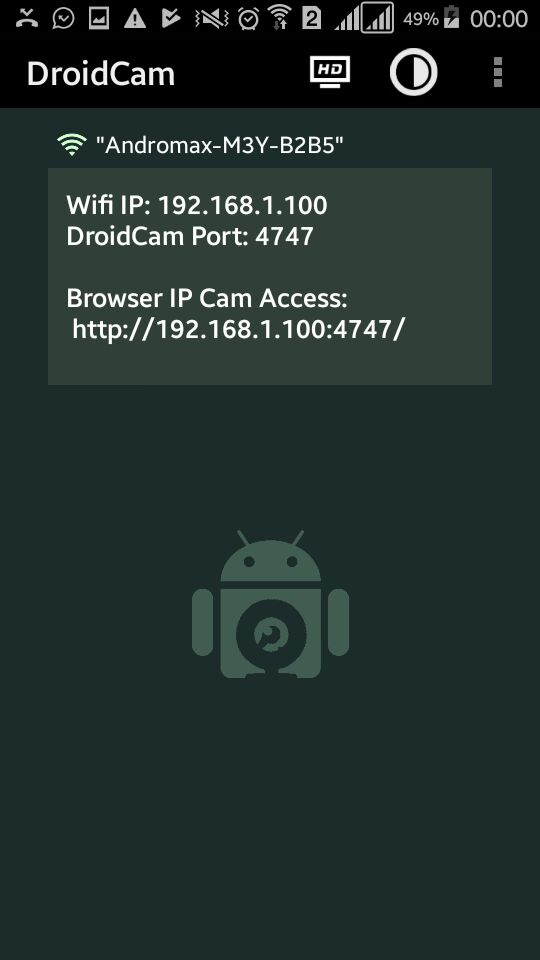 2 49% 00:00
DroidCam HD
"Andromax-M3Y-B2B5"
Wifi IP: 192.168.1.100
DroidCam Port: 4747
Browser IP Cam Access:
http://192.168.1.100:4747/